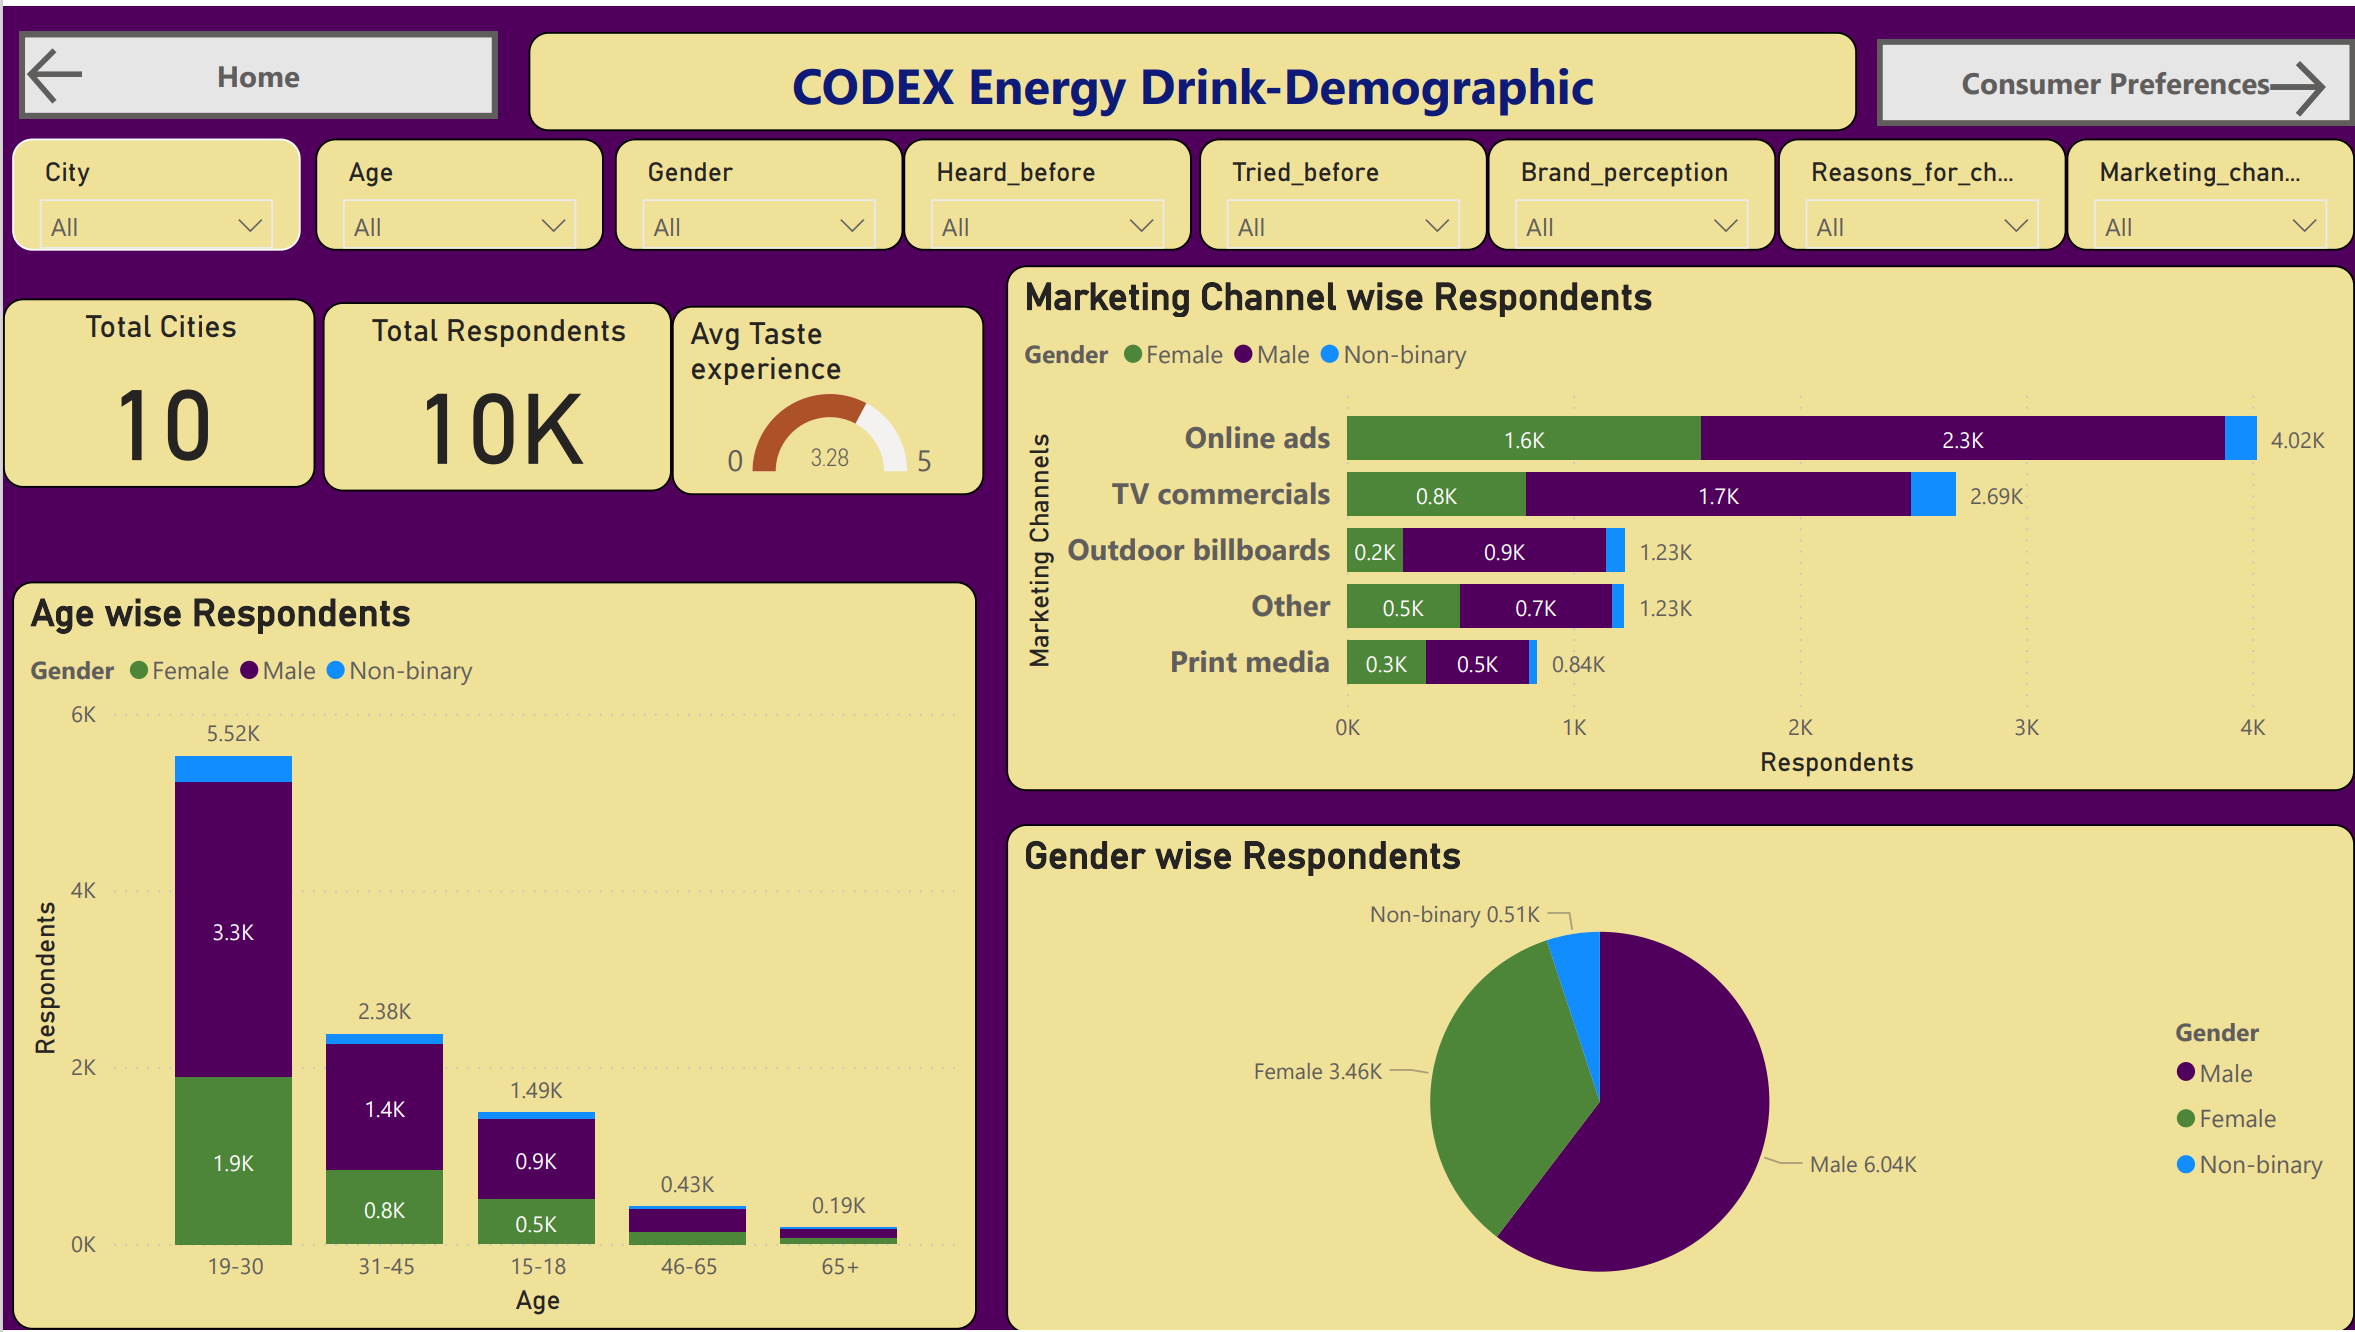 Home
CODEX Energy Drink-Demographic
Consumer Preferences
City
All
Age
All
Gender
All
Heard_before
All
Tried_before
All
Brand_perception
All
Reasons_for_ch...
All
Marketing_chan...
All
Total Cities
10
Total Respondents
10K
Avg Taste
experience
0
3.28
5
Marketing Channel wise Respondents
Gender Female Male Non-binary
Marketing Channels
Online ads 1.6K 2.3K 4.02K
TV commercials 0.8K 1.7K 2.69K
Outdoor billboards 0.2K 0.9K 1.23K
Other 0.5K 0.7K 1.23K
Print media 0.3K 0.5K 0.84K
0K 1K 2K 3K 4K
Respondents
Age wise Respondents
Gender Female Male Non-binary
Respondents
6K
4K
2K
0K
5.52K
3.3K
1.9K
2.38K
1.4K
0.8K
1.49K
0.9K
0.5K
0.43K
0.19K
19-30 31-45 15-18 46-65 65+
Age
Gender wise Respondents
Non-binary 0.51K
Female 3.46K
Male 6.04K
Gender
Male
Female
Non-binary